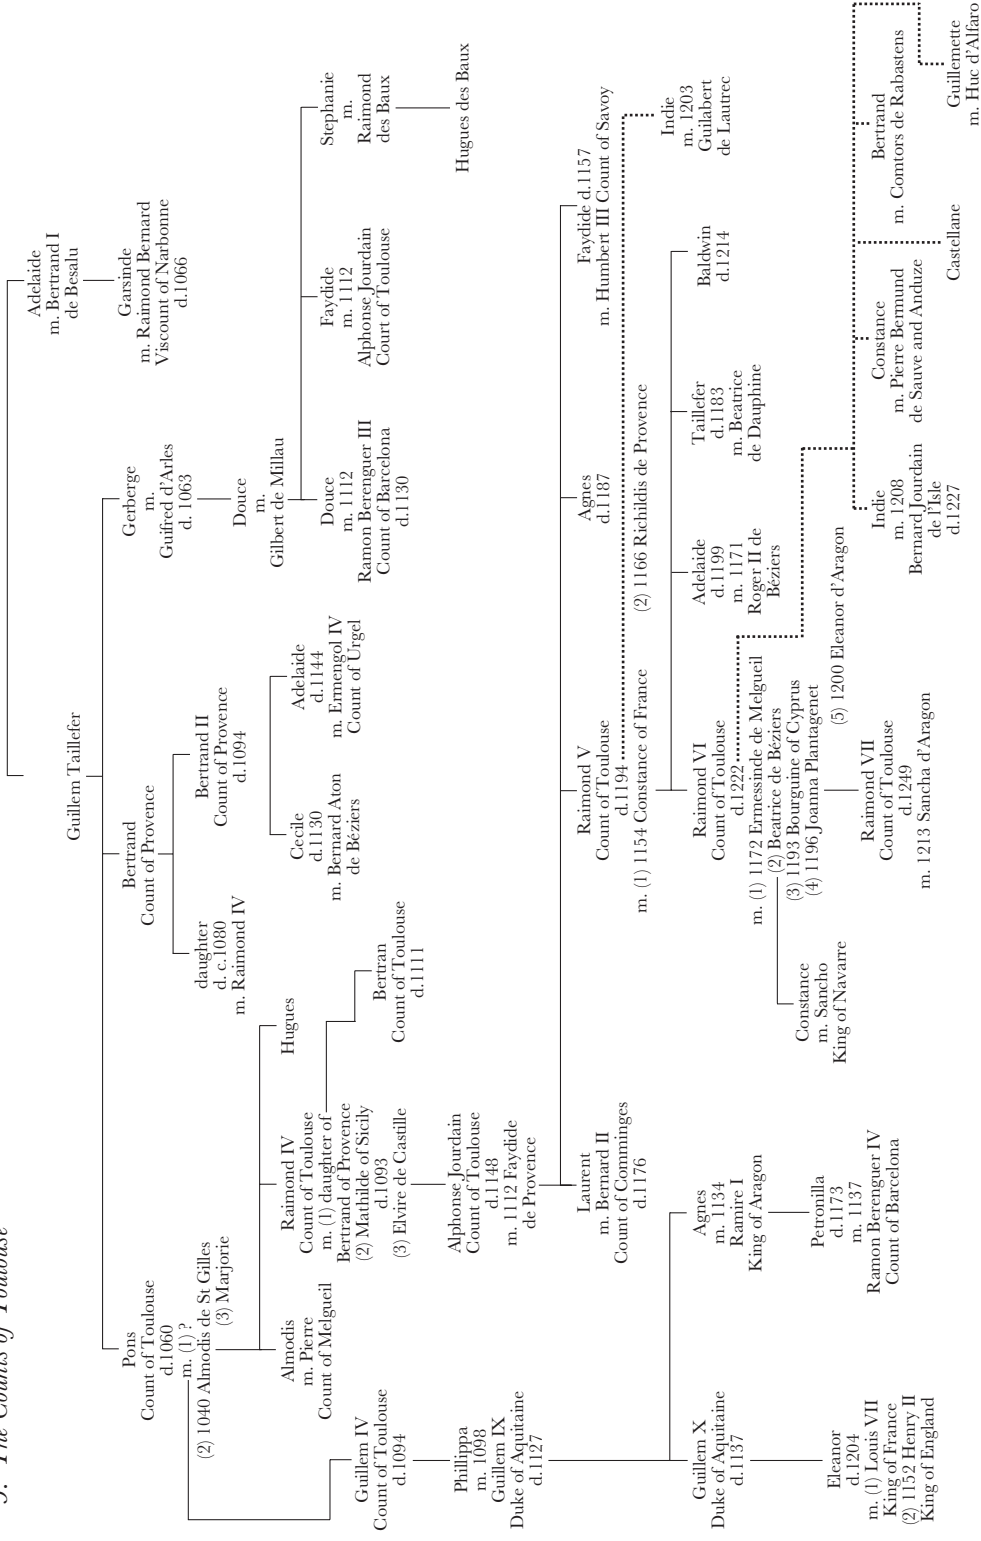 3. The Counts of Toulouse
Guillem Taillefer
Adelaide
m. Bertrand I
de Besalu
Garsinde
m. Raimond Bernard
Viscount of Narbonne
d.1066
Pons
Count of Toulouse
d.1060
m. (1) ?
(2) 1040 Almodis de St Gilles
(3) Marjorie
Bertrand
Count of Provence
Gerberge
m.
Guifred d'Arles
d. 1063
daughter
d. c.1080
m. Raimond IV
Bertrand II
Count of Provence
d.1094
Douce
m.
Gilbert de Millau
Almodis
m. Pierre
Count of Melgueil
Raimond IV
Count of Toulouse
m. (1) daughter of
Bertrand of Provence
(2) Mathilde of Sicily
d.1093
(3) Elvire de Castille
Hugues
Cecile
d.1130
m. Bernard Aton
de Béziers
Adelaide
d.1144
m. Ermengol IV
Count of Urgel
Douce
m. 1112
Ramon Berenguer III
Count of Barcelona
d.1130
Faydide
m. 1112
Alphonse Jourdain
Court of Toulouse
Stephanie
m.
Raimond
des Baux
Hugues des Baux
Guillem IV
Count of Toulouse
d.1094
Bertran
Count of Toulouse
d.1111
Phillippa
m. 1098
Guillem IX
Duke of Aquitaine
d.1127
Alphonse Jourdain
Count of Toulouse
d.1148
m. 1112 Faydide
de Provence
Laurent
m. Bernard II
Count of Comminges
d.1176
Raimond V
Count of Toulouse
d.1194
m. (1) 1154 Constance of France
(2) 1166 Richildis de Provence
Agnes
d.1187
Faydide d.1157
m. Humbert III Count of Savoy
Indie
m. 1203
Guilabert
de Lautrec
Guillem X
Duke of Aquitaine
d.1137
Agnes
m. 1134
Ramire I
King of Aragon
Raimond VI
Count of Toulouse
d.1222
m. (1) 1172 Ernessinde de Melgueil
(2) Beatrice de Béziers
(3) 1193 Bourguine of Cyprus
(4) 1196 Joanna Plantagenet
(5) 1200 Eleanor d'Aragon
Adelaide
d.1199
m. 1171
Roger II de
Béziers
Taillefer
d.1183
m. Beatrice
de Dauphine
Baldwin
d.1214
Eleanor
d.1204
m. (1) Louis VII
King of France
(2) 1152 Henry II
King of England
Petronilla
d.1173
m. 1137
Ramon Berenguer IV
Count of Barcelona
Constance
m. Sancho
King of Navarre
Raimond VII
Count of Toulouse
d.1249
m. 1213 Sancha d'Aragon
Indie
m. 1208
Bernard Jourdain
de l'Isle
d.1227
Constance
m. Pierre Bermund
de Sauve and Anduze
Castellane
Bertrand
m. Comtors de Rabastens
Guillemette
m. Huc d'Alfaro